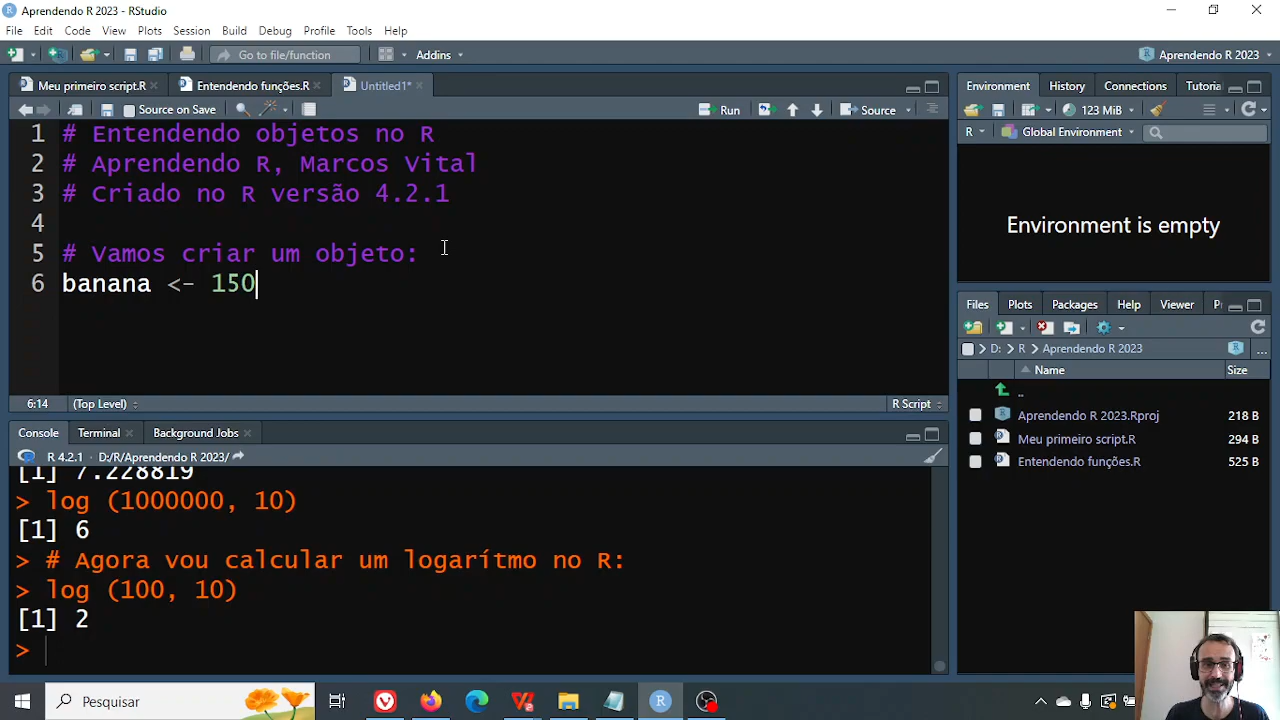 Aprendendo R 2023 - RStudio
File Edit Code View Plots Session Build Debug Profile Tools Help
Go to file/function Addins Aprendendo R 2023
Meu primeiro script.R Entendendo funções.R Untitled1*
Source on Save Run Source
1 # Entendendo objetos no R
2 # Aprendendo R, Marcos Vital
3 # Criado no R versão 4.2.1
4
5 # Vamos criar um objeto:
6 banana <- 150
6:14 (Top Level) R Script
Console Terminal Background Jobs
R 4.2.1 · D:/R/Aprendendo R 2023/
[1] 7.228819
> log (1000000, 10)
[1] 6
> # Agora vou calcular um logarítmo no R:
> log (100, 10)
[1] 2
>
Environment History Connections Tutoria
123 MiB
R Global Environment
Environment is empty
Files Plots Packages Help Viewer Pr
D: R Aprendendo R 2023 ...
Name Size
..
Aprendendo R 2023.Rproj 218 B
Meu primeiro script.R 294 B
Entendendo funções.R 525 B
Pesquisar